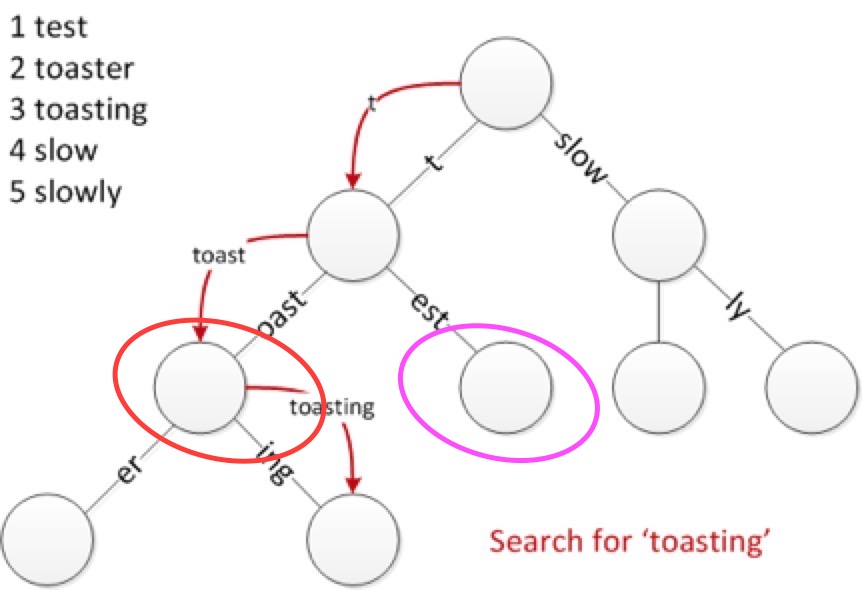 1 test
2 toaster
3 toasting
4 slow
5 slowly
t
t
slow
toast
oast
est
ly
toasting
er
ing
Search for ‘toasting’